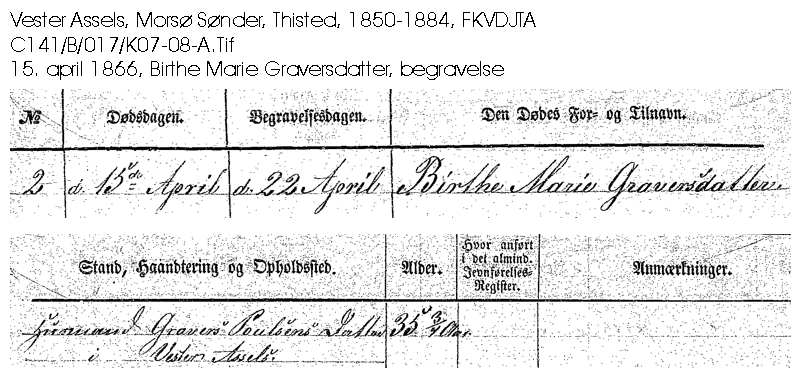 Vester Assels, Morsø Sønder, Thisted, 1850-1884, FKVDJTA
C141/B/017/K07-08-A.Tif
15. april 1866, Birthe Marie Graversdatter, begravelse
№ Dødsdagen. Begravelsesdagen. Den Dødes For- og Tilnavn.
2 d. 15de April d. 22 April Birthe Marie Graversdatter
Stand, Haandtering og Opholdssted. Alder. Hvor anført i det almind. Jevnførelses-Register. Anmærkninger.
Huusmand Gravers Poulsens Datter 35 3/4 Aar
i Vester Assels.